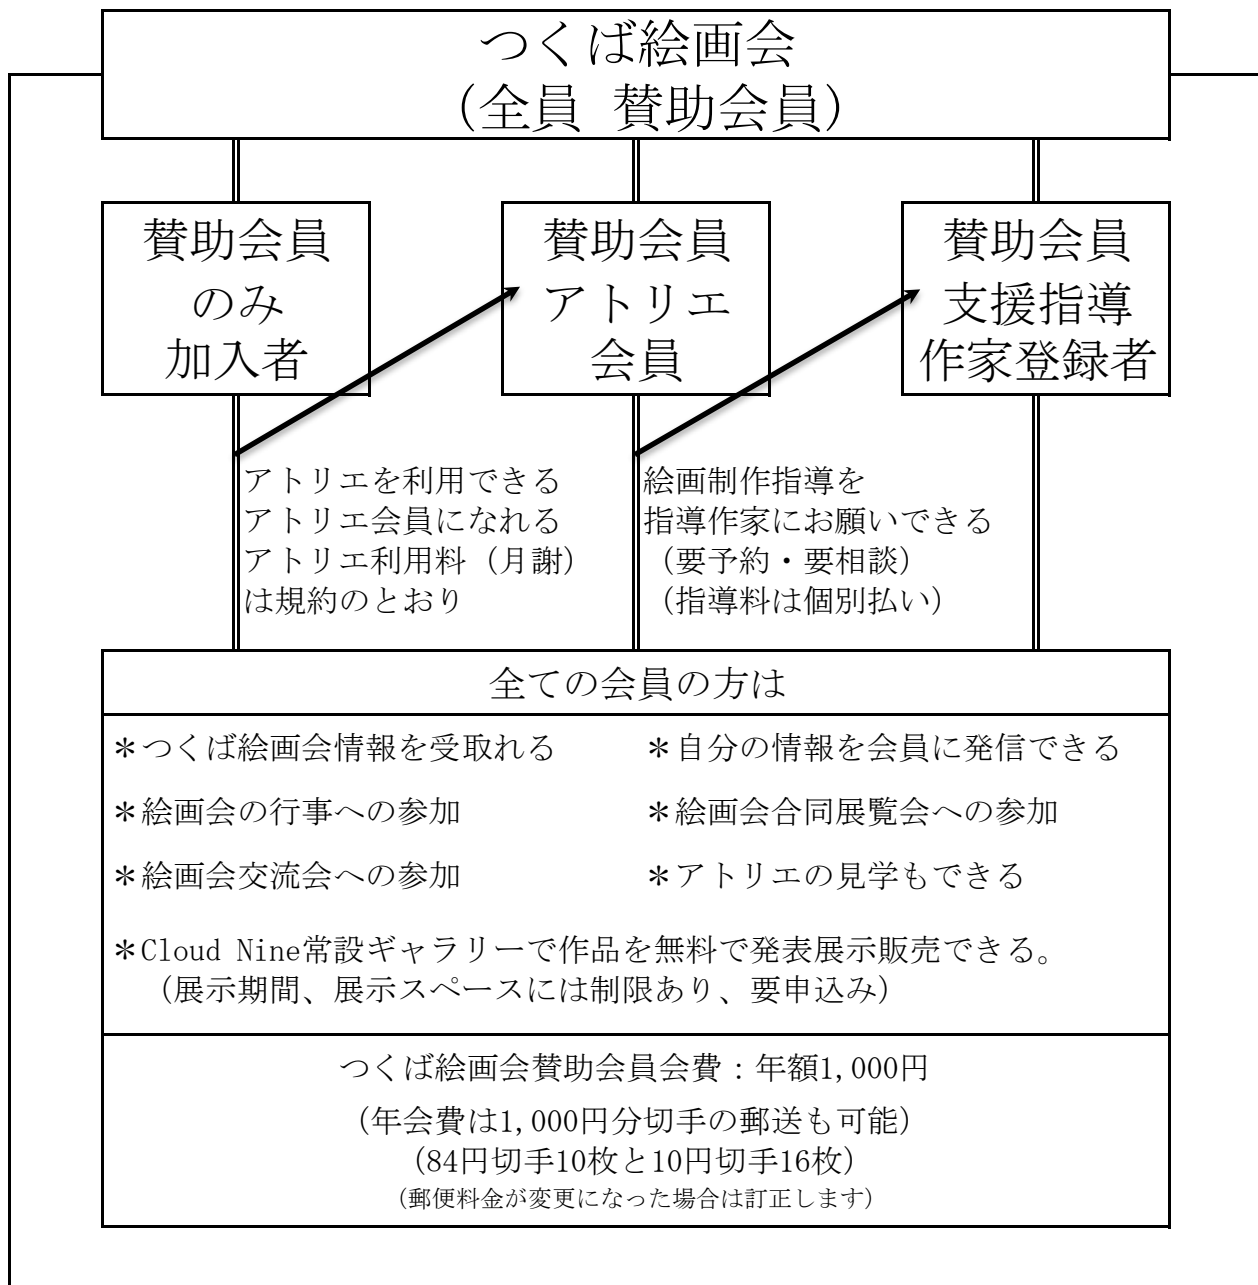 つくば絵画会
（全員 賛助会員）
賛助会員
のみ
加入者
賛助会員
アトリエ
会員
賛助会員
支援指導
作家登録者
アトリエを利用できる
アトリエ会員になれる
アトリエ利用料（月謝）
は規約のとおり
絵画制作指導を
指導作家にお願いできる
（要予約・要相談）
（指導料は個別払い）
全ての会員の方は
＊つくば絵画会情報を受取れる
＊自分の情報を会員に発信できる
＊絵画会の行事への参加
＊絵画会合同展覧会への参加
＊絵画会交流会への参加
＊アトリエの見学もできる
＊Cloud Nine常設ギャラリーで作品を無料で発表展示販売できる。
（展示期間、展示スペースには制限あり、要申込み）
つくば絵画会賛助会員会費：年額1,000円
（年会費は1,000円分切手の郵送も可能）
（84円切手10枚と10円切手16枚）
（郵便料金が変更になった場合は訂正します）